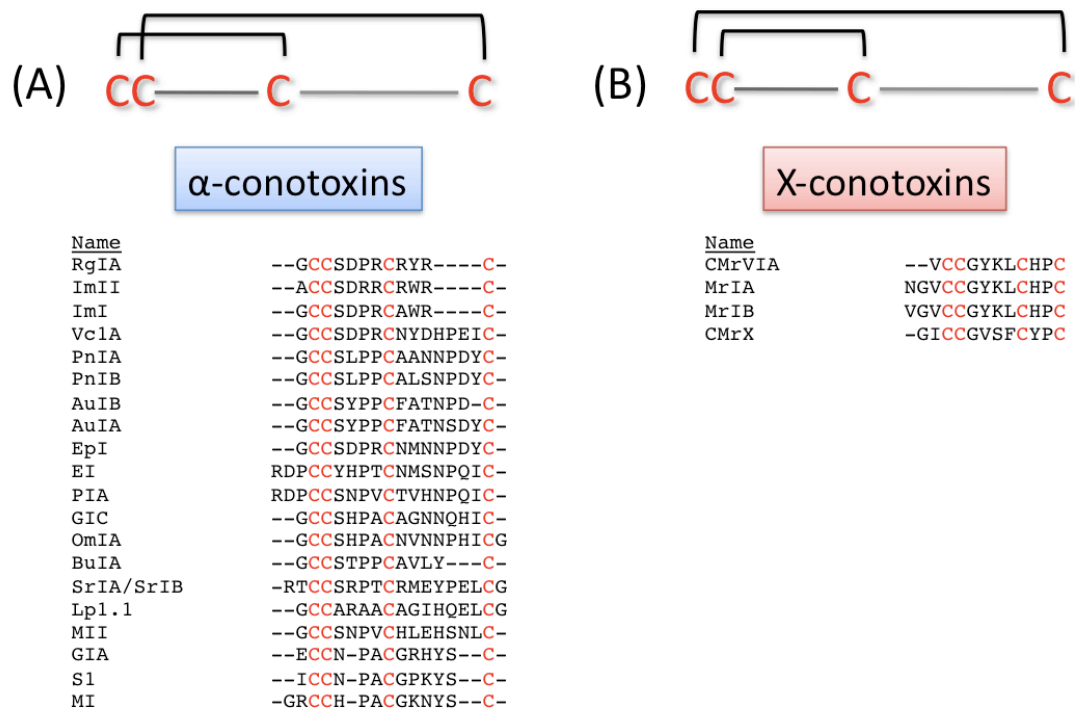 (A) CC C C
(B) CC C C
α-conotoxins
X-conotoxins
Name
RgIA --GCCSDPRCRYR----C-
ImII --ACCSDRRCRWR----C-
ImI --GCCSDPRCAWR----C-
Vc1A --GCCSDPRCNYDHPEIC-
PnIA --GCCSLPPCAANNPDYC-
PnIB --GCCSLPPCALSNPDYC-
AuIB --GCCSYPPCFATNPD-C-
AuIA --GCCSYPPCFATNSDYC-
EpI --GCCSDPRCNMNNPDYC-
EI RDPCCYHPTCNMSNPQIC-
PIA RDPCCSNPVCTVHNPQIC-
GIC --GCCSHPACAGNNQHIC-
OmIA --GCCSHPACNVNNPHICG
BuIA --GCCSTPPCAVLY---C-
SrIA/SrIB -RTCCSRPTCRMEYPELCG
Lp1.1 --GCCARAACAGIHQELCG
MII --GCCSNPVCHLEHSNLC-
GIA --ECCN-PACGRHYS--C-
S1 --ICCN-PACGPKYS--C-
MI -GRCCH-PACGKNYS--C-
Name
CMrVIA --VCCGYKLCHPC
MrIA NGVCCGYKLCHPC
MrIB VGVCCGYKLCHPC
CMrX -GICCGVSFCYPC